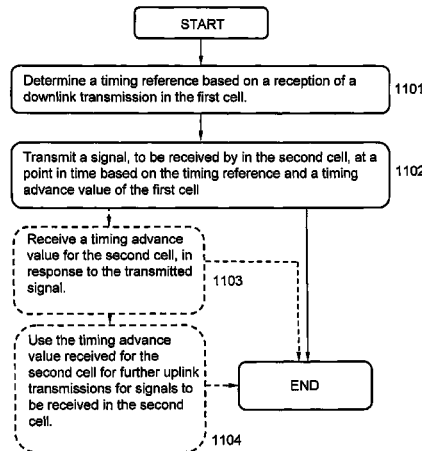 START
Determine a timing reference based on a reception of a
downlink transmission in the first cell.
1101
Transmit a signal, to be received by in the second cell, at a
point in time based on the timing reference and a timing
advance value of the first cell
1102
Receive a timing advance
value for the second cell, in
response to the transmitted
signal.
1103
Use the timing advance
value received for the
second cell for further uplink
transmissions for signals to
be received in the second
cell.
1104
END